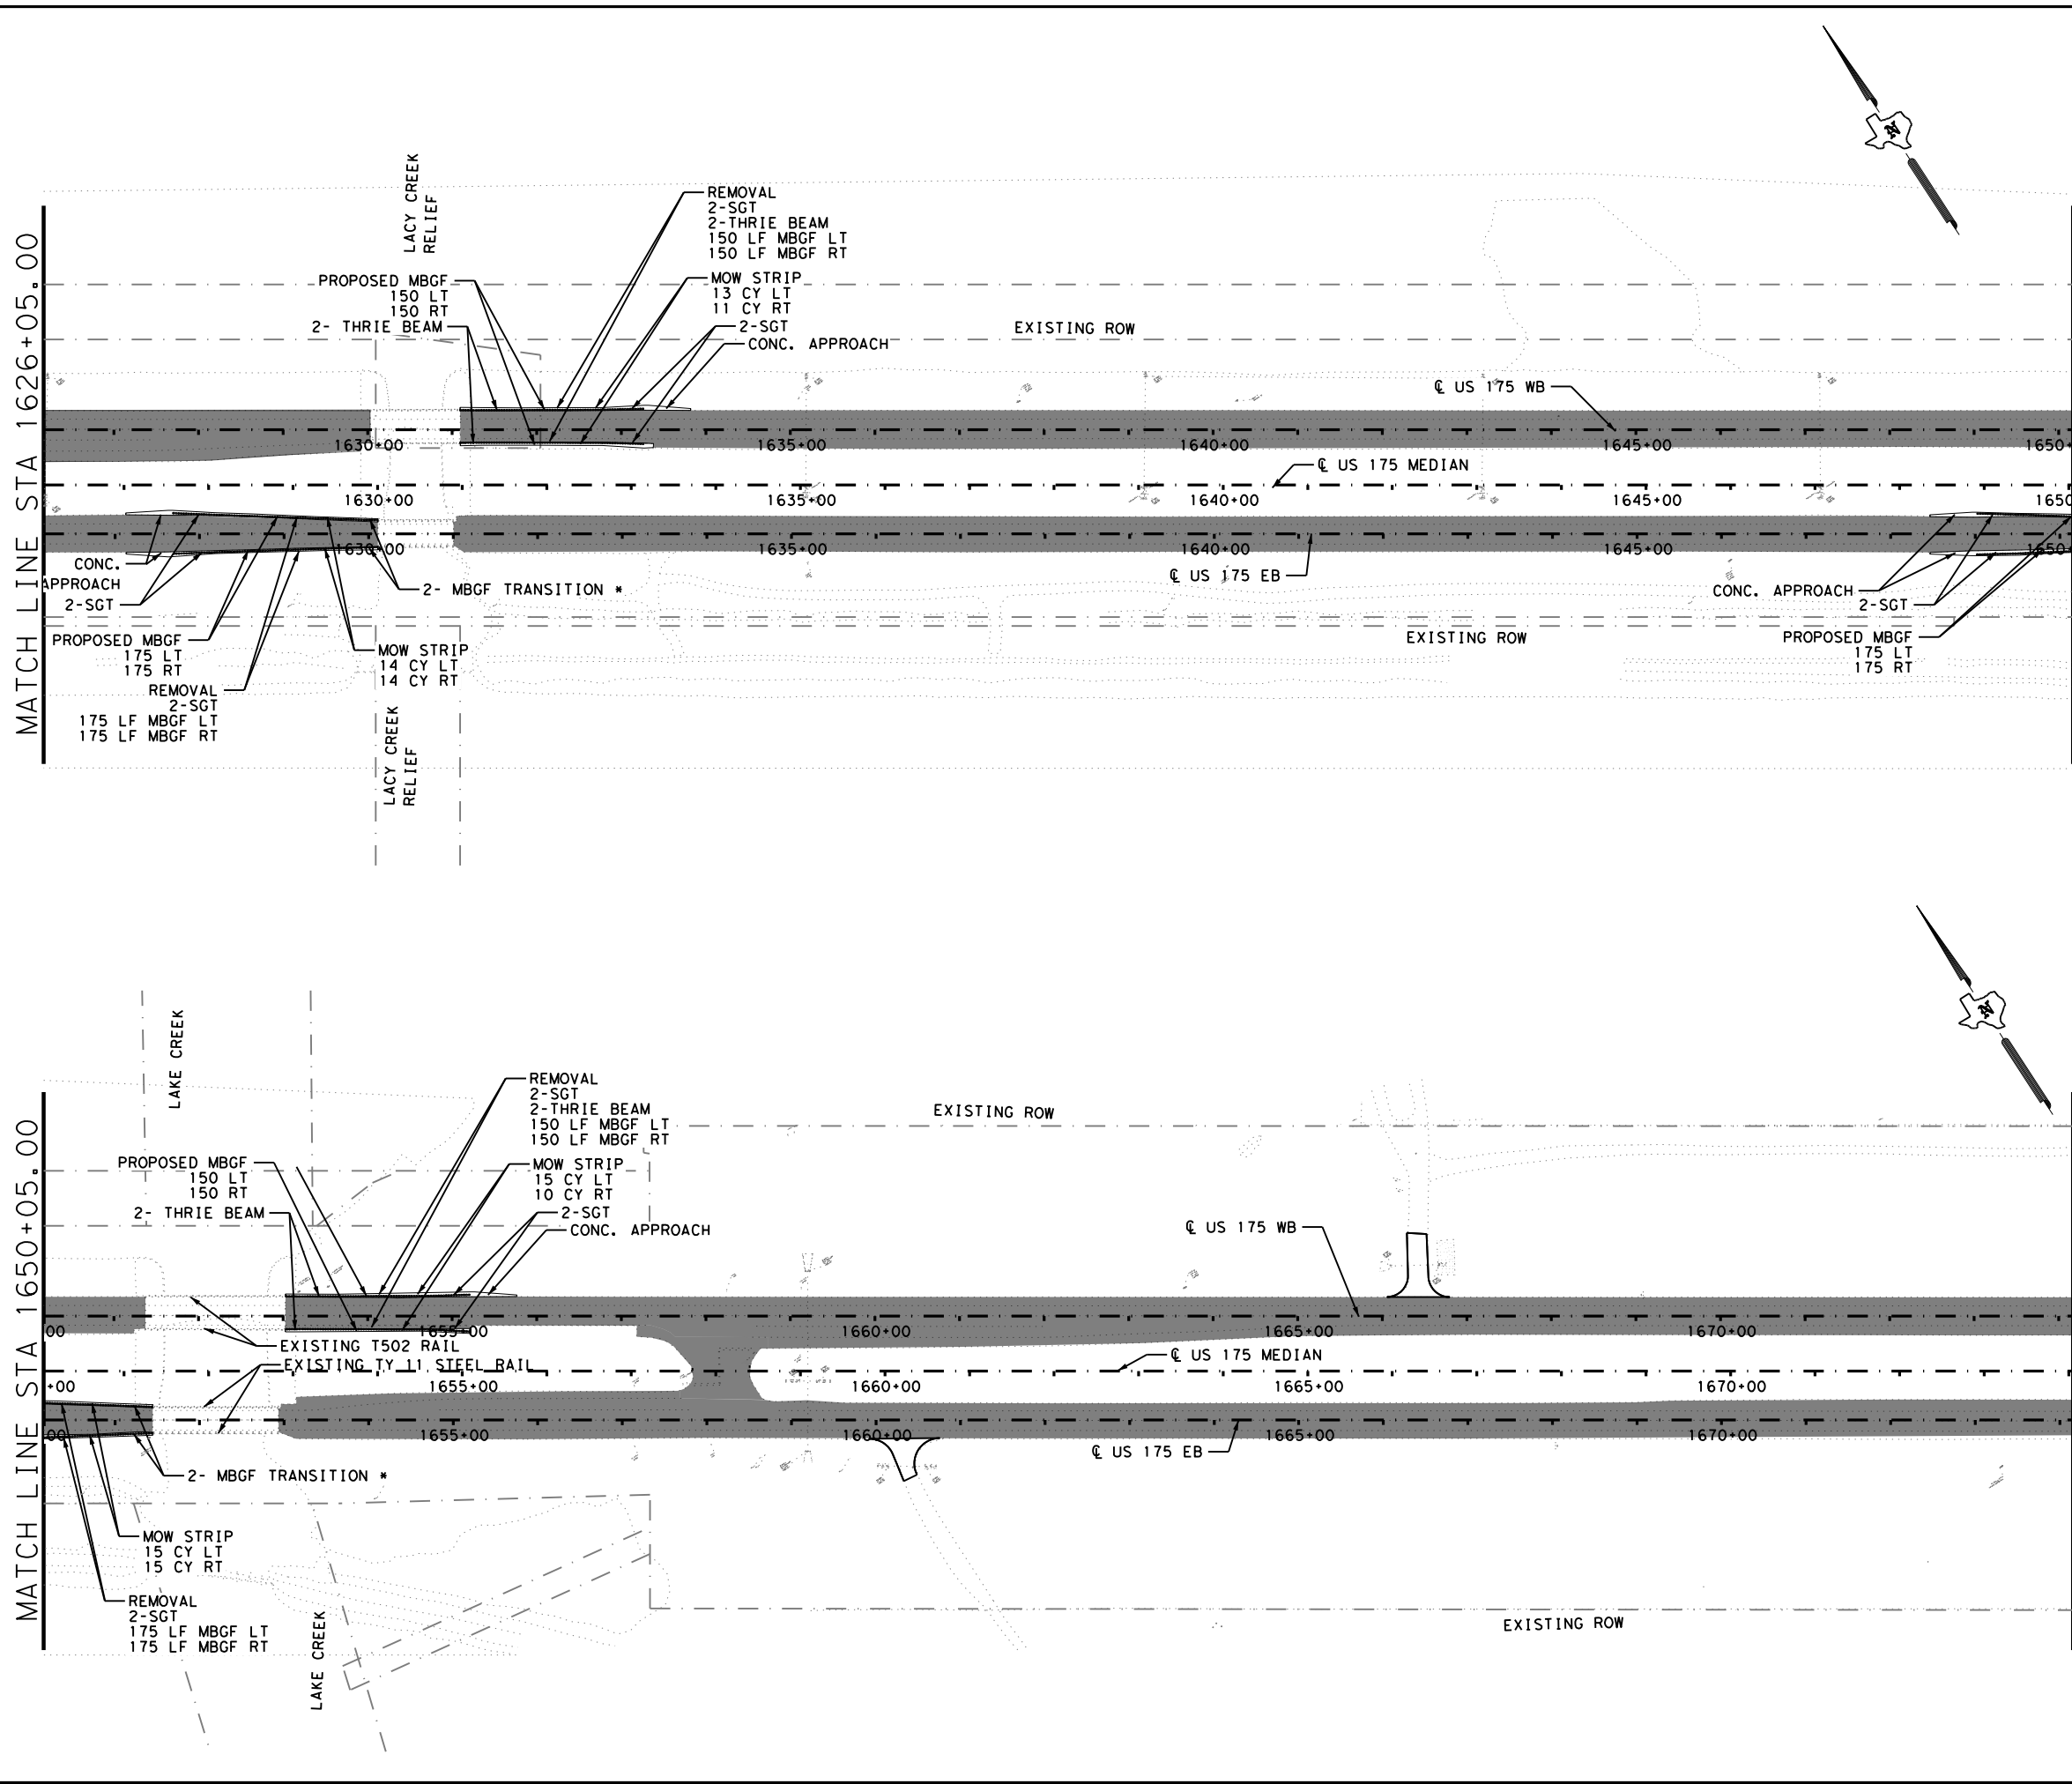 MATCH LINE STA 1626+05.00
LACY CREEK
RELIEF
REMOVAL
2-SGT
2-THRIE BEAM
150 LF MBGF LT
150 LF MBGF RT
PROPOSED MBGF
150 LT
150 RT
2- THRIE BEAM
MOW STRIP
13 CY LT
11 CY RT
2-SGT
CONC. APPROACH
EXISTING ROW
℄ US 175 WB
1630+00
1635+00
1640+00
1645+00
1650+
℄ US 175 MEDIAN
1630+00
1635+00
1640+00
1645+00
1650
1630+00
1635+00
1640+00
1645+00
1650+
℄ US 175 EB
CONC.
APPROACH
2-SGT
PROPOSED MBGF
175 LT
175 RT
REMOVAL
2-SGT
175 LF MBGF LT
175 LF MBGF RT
2- MBGF TRANSITION *
MOW STRIP
14 CY LT
14 CY RT
LACY CREEK
RELIEF
EXISTING ROW
CONC. APPROACH
2-SGT
PROPOSED MBGF
175 LT
175 RT
N
MATCH LINE STA 1650+05.00
LAKE CREEK
REMOVAL
2-SGT
2-THRIE BEAM
150 LF MBGF LT
150 LF MBGF RT
PROPOSED MBGF
150 LT
150 RT
2- THRIE BEAM
MOW STRIP
15 CY LT
10 CY RT
2-SGT
CONC. APPROACH
EXISTING ROW
℄ US 175 WB
00
1655+00
1660+00
1665+00
1670+00
EXISTING T502 RAIL
EXISTING TY 11 STEEL RAIL
℄ US 175 MEDIAN
+00
1655+00
1660+00
1665+00
1670+00
00
1655+00
1660+00
1665+00
1670+00
℄ US 175 EB
2- MBGF TRANSITION *
MOW STRIP
15 CY LT
15 CY RT
REMOVAL
2-SGT
175 LF MBGF LT
175 LF MBGF RT
LAKE CREEK
EXISTING ROW
N